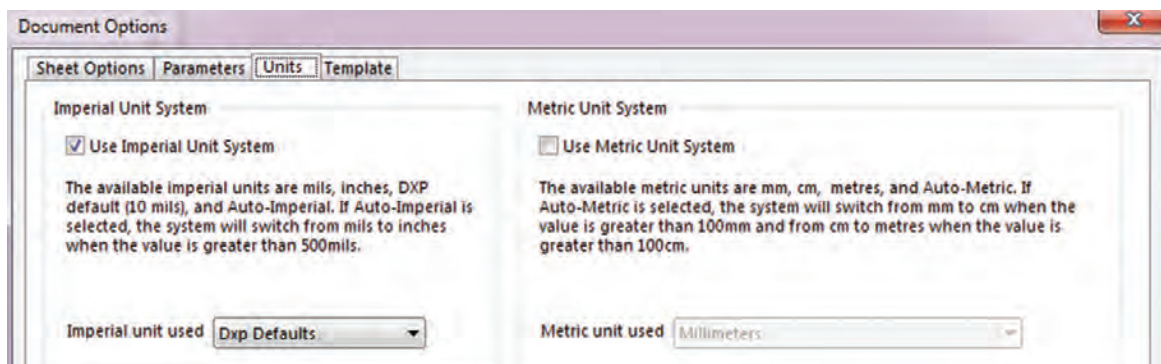 Document Options
Sheet Options Parameters Units Template
Imperial Unit System
Use Imperial Unit System
The available imperial units are mils, inches, DXP
default (10 mils), and Auto-Imperial. If Auto-Imperial is
selected, the system will switch from mils to inches
when the value is greater than 500mils.
Imperial unit used Dxp Defaults
Metric Unit System
Use Metric Unit System
The available metric units are mm, cm, metres, and Auto-Metric. If
Auto-Metric is selected, the system will switch from mm to cm when the
value is greater than 100mm and from cm to metres when the value is
greater than 100cm.
Metric unit used Millimeters